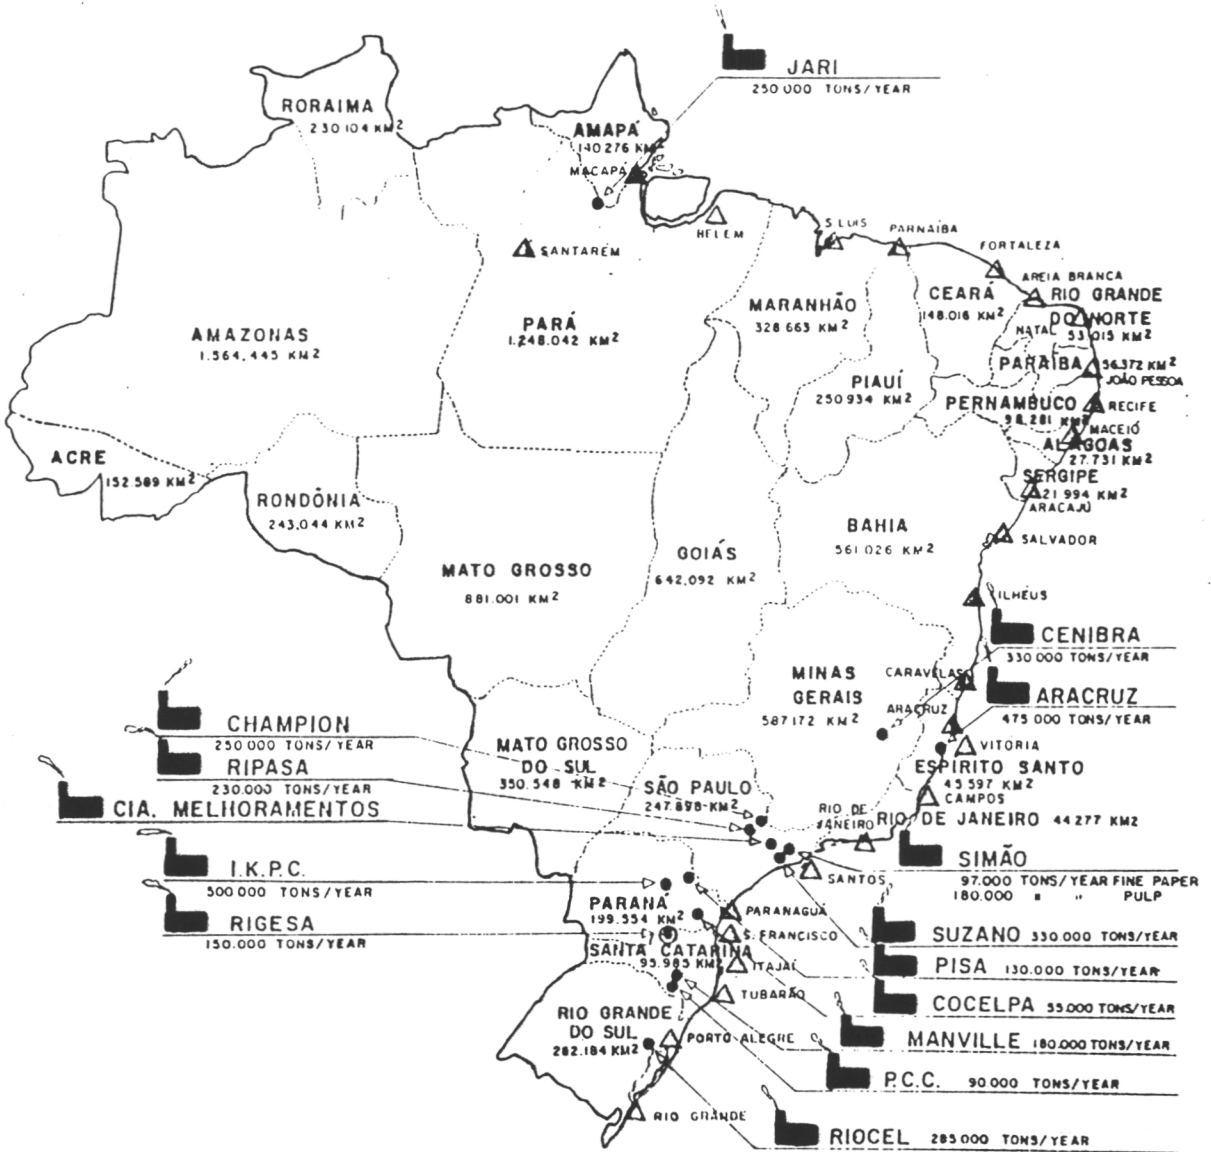 JARI
250 000 TONS/YEAR
RORAIMA
230 104 KM2
AMAPÁ
140 276 KM2
MACAPÁ
SANTARÉM
BELEM
S. LUIS
PARNAÍBA
FORTALEZA
AREIA BRANCA
AMAZONAS
1.564,445 KM2
PARÁ
1.248.042 KM2
MARANHÃO
328 663 KM2
CEARÁ
148.016 KM2
RIO GRANDE
DO NORTE
NATAL
53 015 KM2
PARAÍBA
56.372 KM2
JOÃO PESSOA
PIAUÍ
250 934 KM2
PERNAMBUCO
98.281 KM2
RECIFE
MACEIÓ
ALAGOAS
27.731 KM2
ACRE
152 589 KM2
RONDÔNIA
243,044 KM2
SERGIPE
21 994 KM2
ARACAJÚ
BAHIA
561 026 KM2
SALVADOR
MATO GROSSO
881.001 KM2
GOIÁS
642,092 KM2
ILHÉUS
CENIBRA
330 000 TONS/YEAR
MINAS
GERAIS
587 172 KM2
CARAVELAS
ARACRUZ
ARACRUZ
475 000 TONS/YEAR
VITORIA
CHAMPION
250 000 TONS/YEAR
MATO GROSSO
DO SUL
350.548 KM2
RIPASA
230.000 TONS/YEAR
SÃO PAULO
247.898 KM2
ESPÍRITO SANTO
45 597 KM2
CAMPOS
CIA. MELHORAMENTOS
RIO DE
JANEIRO
RIO DE JANEIRO 44 277 KM2
I.K.P.C.
500 000 TONS/YEAR
SANTOS
SIMÃO
97.000 TONS/YEAR FINE PAPER
180.000 " " PULP
PARANÁ
199.554 KM2
PARANAGUÁ
RIGESA
150.000 TONS/YEAR
S. FRANCISCO
SUZANO 330.000 TONS/YEAR
SANTA CATARINA
95.985 KM2
ITAJAÍ
PISA 130.000 TONS/YEAR
TUBARÃO
COCELPA 55.000 TONS/YEAR
RIO GRANDE
DO SUL
282.184 KM2
PORTO ALEGRE
MANVILLE 180.000 TONS/YEAR
P.C.C. 90.000 TONS/YEAR
RIO GRANDE
RIOCEL 285 000 TONS/YEAR